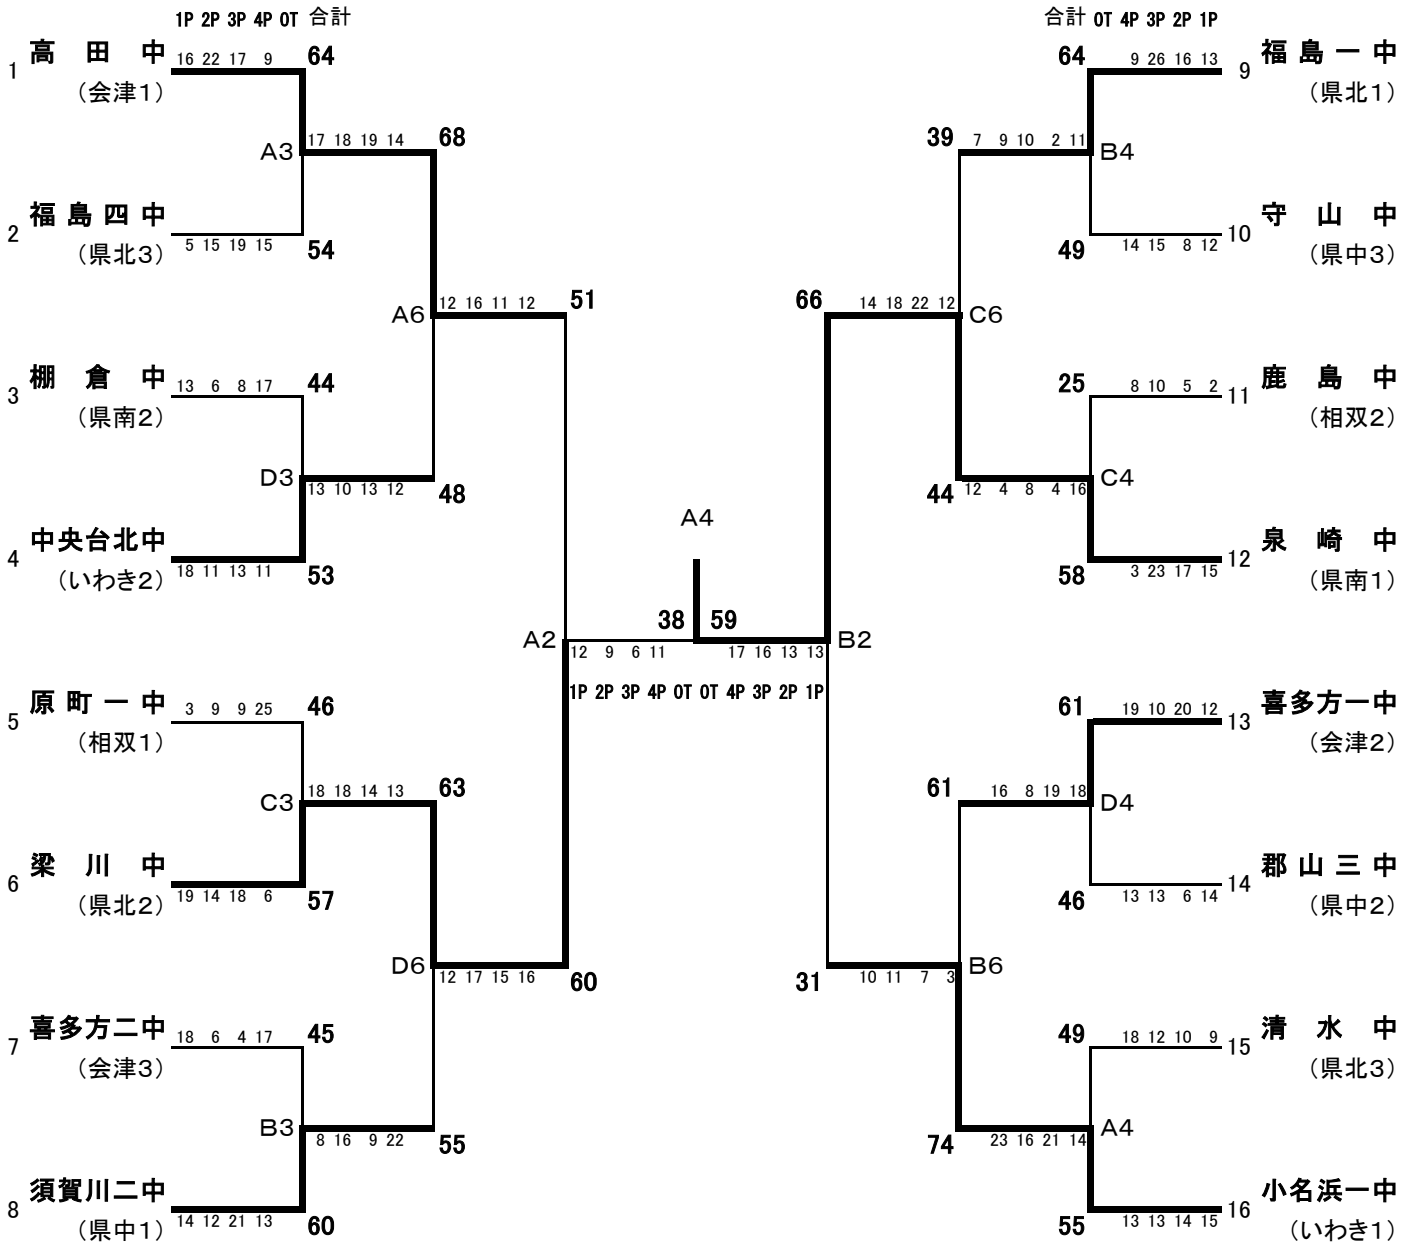 1P 2P 3P 4P OT 合計
合計 OT 4P 3P 2P 1P
1 高田中 16 22 17 9 64
(会津1)
A3 17 18 19 14 68
2 福島四中 5 15 19 15 54
(県北3)
A6 12 16 11 12 51
3 棚倉中 13 6 8 17 44
(県南2)
D3 13 10 13 12 48
4 中央台北中 18 11 13 11 53
(いわき2)
A2 12 9 6 11 38
1P 2P 3P 4P OT OT 4P 3P 2P 1P
5 原町一中 3 9 9 25 46
(相双1)
C3 18 18 14 13 63
6 梁川中 19 14 18 6 57
(県北2)
D6 12 17 15 16 60
7 喜多方二中 18 6 4 17 45
(会津3)
B3 8 16 9 22 55
8 須賀川二中 14 12 21 13 60
(県中1)
A4
64 9 26 16 13 9 福島一中
(県北1)
39 7 9 10 2 11 B4
49 14 15 8 12 10 守山中
(県中3)
66 14 18 22 12 C6
25 8 10 5 2 11 鹿島中
(相双2)
44 12 4 8 4 16 C4
58 3 23 17 15 12 泉崎中
(県南1)
59 17 16 13 13 B2
61 19 10 20 12 13 喜多方一中
(会津2)
61 16 8 19 18 D4
46 13 13 6 14 14 郡山三中
(県中2)
31 10 11 7 3 B6
49 18 12 10 9 15 清水中
(県北3)
74 23 16 21 14 A4
55 13 13 14 15 16 小名浜一中
(いわき1)